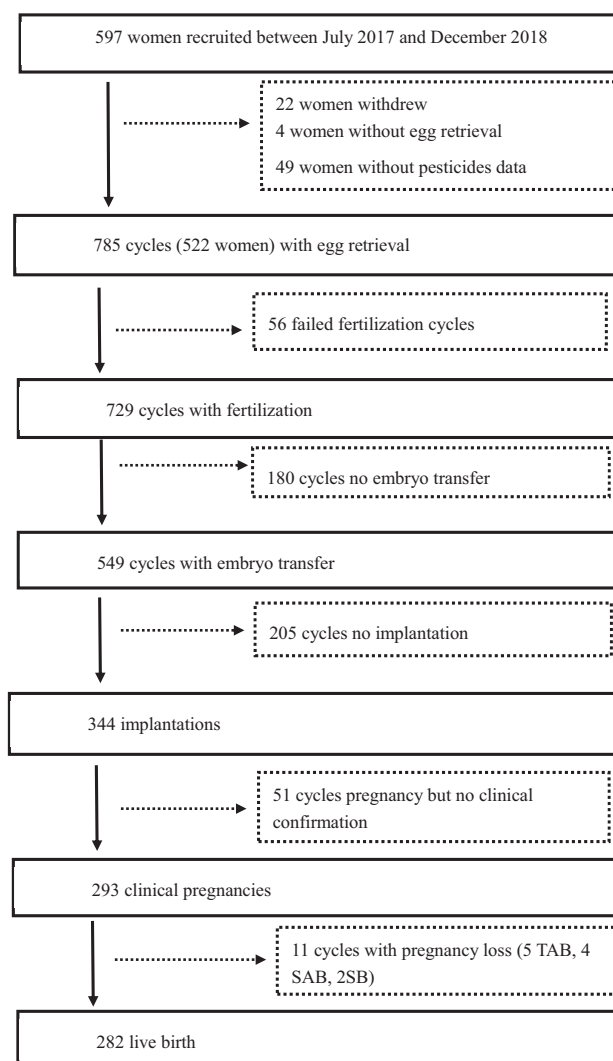 597 women recruited between July 2017 and December 2018
22 women withdrew
4 women without egg retrieval
49 women without pesticides data
785 cycles (522 women) with egg retrieval
56 failed fertilization cycles
729 cycles with fertilization
180 cycles no embryo transfer
549 cycles with embryo transfer
205 cycles no implantation
344 implantations
51 cycles pregnancy but no clinical
confirmation
293 clinical pregnancies
11 cycles with pregnancy loss (5 TAB, 4
SAB, 2SB)
282 live birth